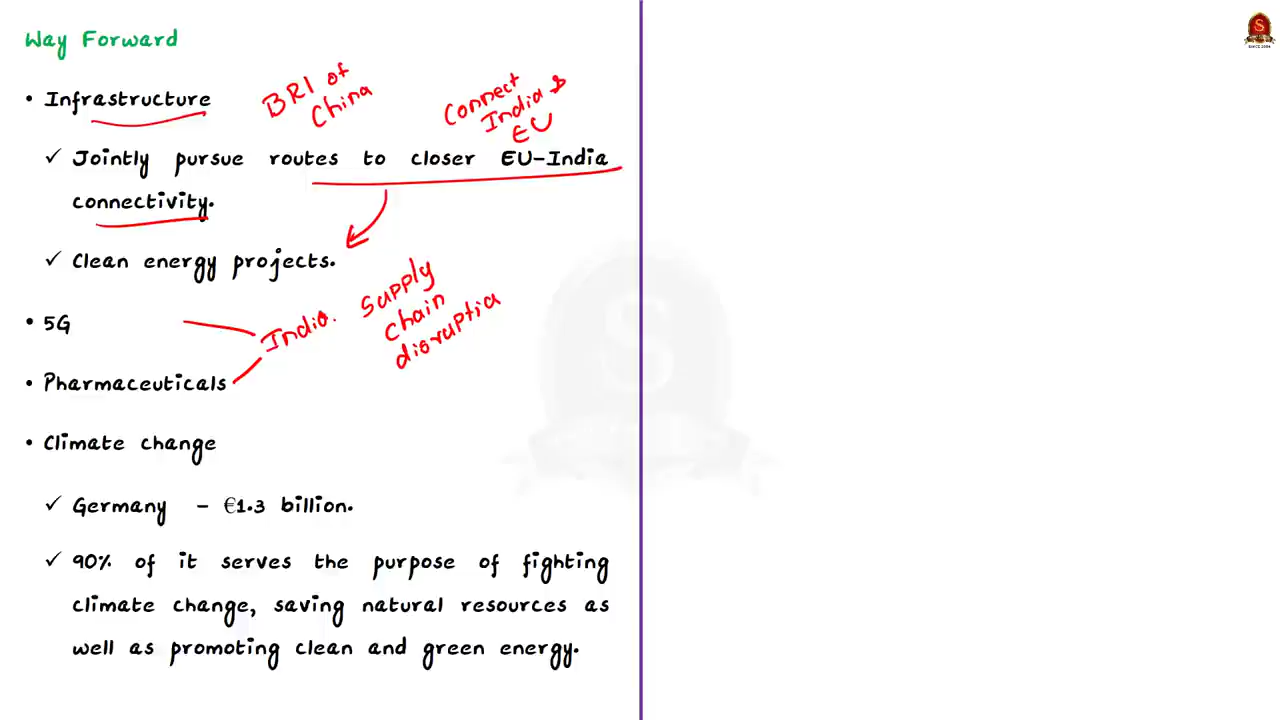 Way Forward
• Infrastructure
BRI of
China
Connect
India &
EU
✓ Jointly pursue routes to closer EU-India
connectivity.
✓ Clean energy projects.
• 5G
India.
Supply
Chain
disruptia
• Pharmaceuticals
• Climate change
✓ Germany - €1.3 billion.
✓ 90% of it serves the purpose of fighting
climate change, saving natural resources as
well as promoting clean and green energy.
S